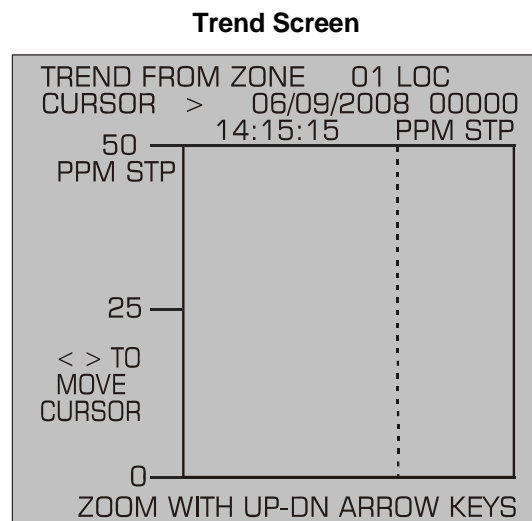 Trend Screen
TREND FROM ZONE 01 LOC
CURSOR > 06/09/2008 00000
14:15:15 PPM STP
50
PPM STP
25
< > TO
MOVE
CURSOR
0
ZOOM WITH UP-DN ARROW KEYS